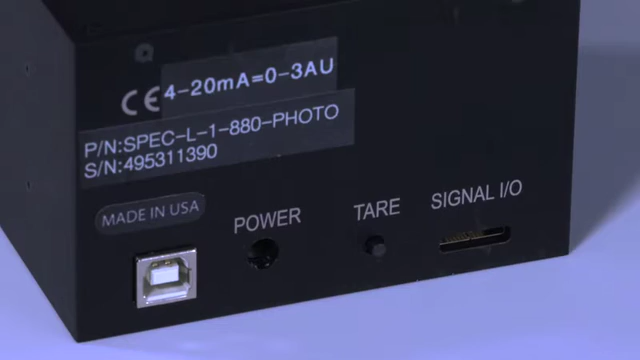 CE 4-20mA=0-3AU
P/N:SPEC-L-1-880-PHOTO
S/N:495311390
MADE IN USA
POWER
TARE
SIGNAL I/O